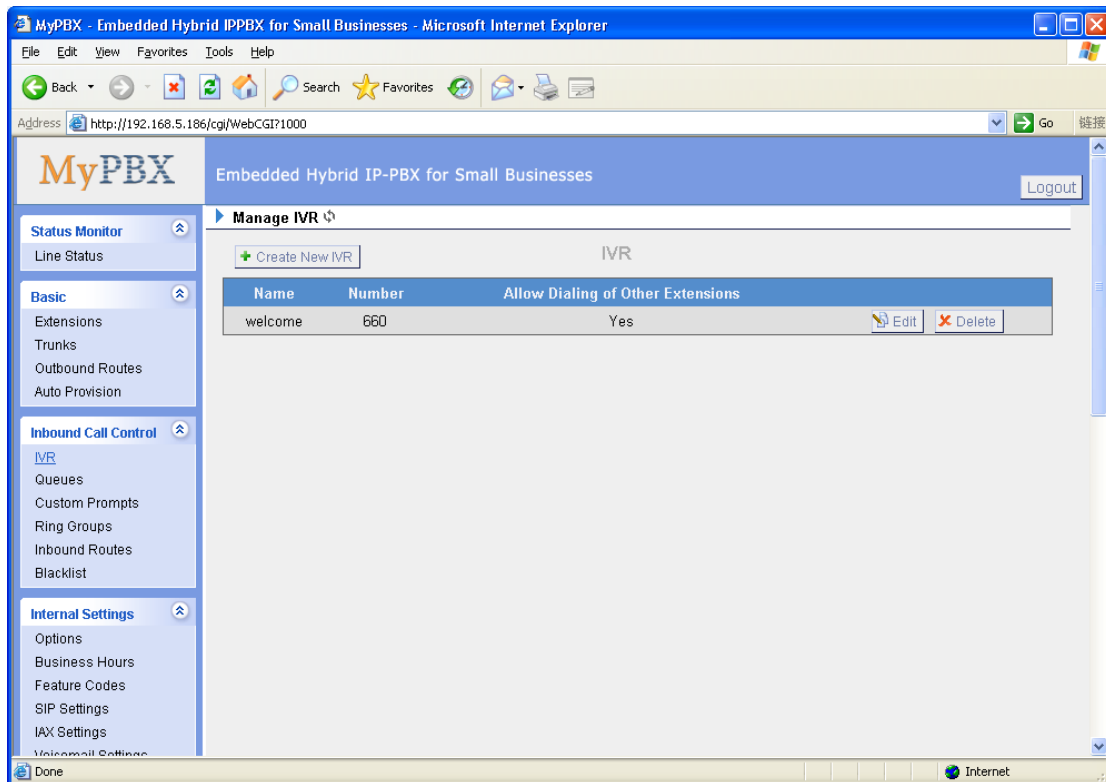 MyPBX - Embedded Hybrid IPPBX for Small Businesses - Microsoft Internet Explorer
File Edit View Favorites Tools Help
Back Search Favorites
Address http://192.168.5.186/cgi/WebCGI?1000 Go 链接
MyPBX
Embedded Hybrid IP-PBX for Small Businesses
Logout
Status Monitor
Line Status
Basic
Extensions
Trunks
Outbound Routes
Auto Provision
Inbound Call Control
IVR
Queues
Custom Prompts
Ring Groups
Inbound Routes
Blacklist
Internal Settings
Options
Business Hours
Feature Codes
SIP Settings
IAX Settings
Voicemail Settings
Manage IVR
Create New IVR IVR
Name Number Allow Dialing of Other Extensions
welcome 660 Yes Edit Delete
Done Internet